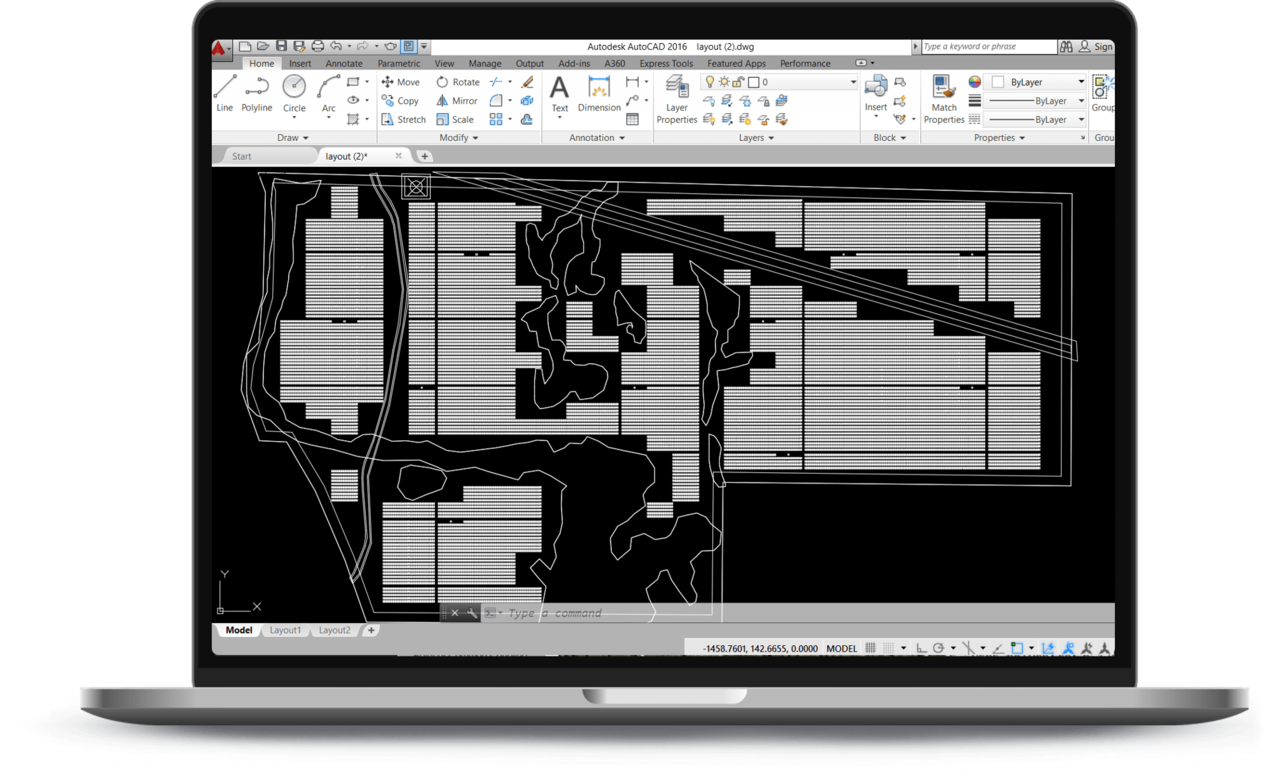 Autodesk AutoCAD 2016 layout (2).dwg Type a keyword or phrase Sign
Home Insert Annotate Parametric View Manage Output Add-ins A360 Express Tools Featured Apps Performance
Line Polyline Circle Arc
Move Rotate
Copy Mirror
Stretch Scale
Text Dimension
Layer Properties
0
Insert
Match Properties
ByLayer
ByLayer
ByLayer
Group
Draw Modify Annotation Layers Block Properties Grou
Start layout (2)*
Y
X
Type a command
Model Layout1 Layout2
-1458.7601, 142.6655, 0.0000 MODEL